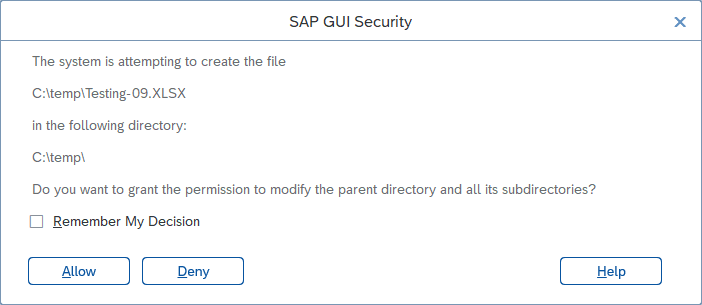 SAP GUI Security
The system is attempting to create the file
C:\temp\Testing-09.XLSX
in the following directory:
C:\temp\
Do you want to grant the permission to modify the parent directory and all its subdirectories?
Remember My Decision
Allow Deny Help